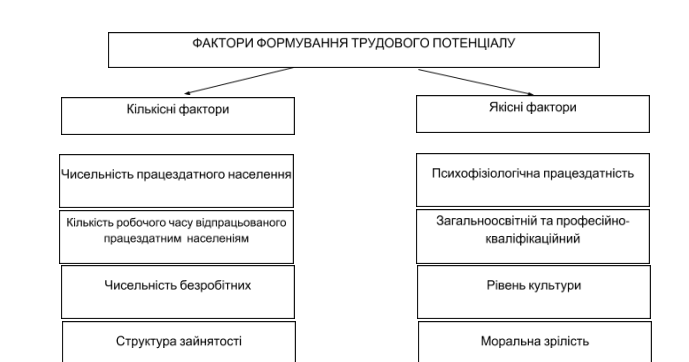 ФАКТОРИ ФОРМУВАННЯ ТРУДОВОГО ПОТЕНЦІАЛУ
Кількісні фактори
Чисельність працездатного населення
Кількість робочого часу відпрацьованого
працездатним населеніям
Чисельність безробітних
Структура зайнятості
Якісні фактори
Психофізіологічна працездатність
Загальноосвітній та професійно-
кваліфікаційний
Рівень культури
Моральна зрілість